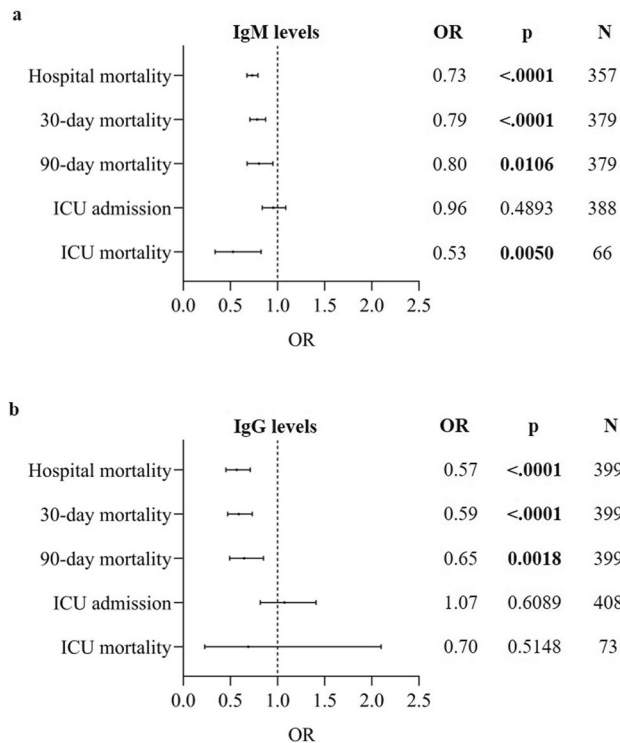 a
IgM levels OR p N
Hospital mortality 0.73 <.0001 357
30-day mortality 0.79 <.0001 379
90-day mortality 0.80 0.0106 379
ICU admission 0.96 0.4893 388
ICU mortality 0.53 0.0050 66
0.0 0.5 1.0 1.5 2.0 2.5
OR
b
IgG levels OR p N
Hospital mortality 0.57 <.0001 399
30-day mortality 0.59 <.0001 399
90-day mortality 0.65 0.0018 399
ICU admission 1.07 0.6089 408
ICU mortality 0.70 0.5148 73
0.0 0.5 1.0 1.5 2.0 2.5
OR